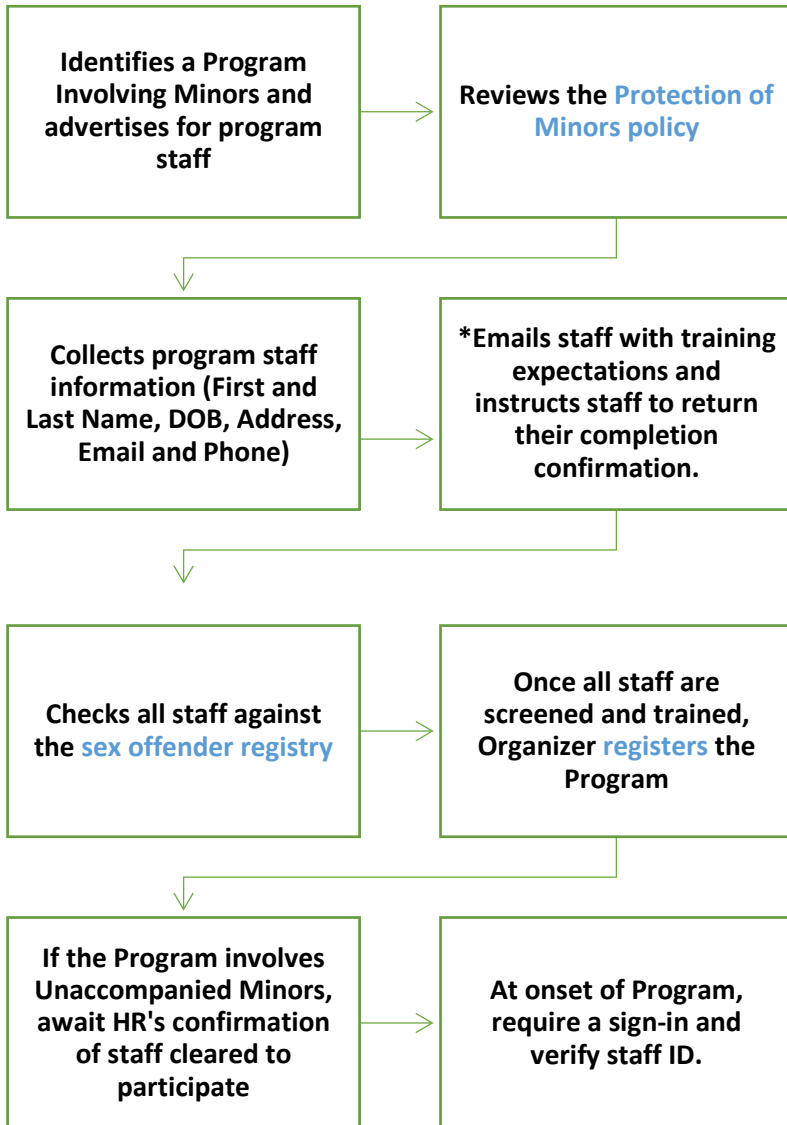 Identifies a Program
Involving Minors and
advertises for program
staff
Reviews the Protection of
Minors policy
Collects program staff
information (First and
Last Name, DOB, Address,
Email and Phone)
*Emails staff with training
expectations and
instructs staff to return
their completion
confirmation.
Checks all staff against
the sex offender registry
Once all staff are
screened and trained,
Organizer registers the
Program
If the Program involves
Unaccompanied Minors,
await HR's confirmation
of staff cleared to
participate
At onset of Program,
require a sign-in and
verify staff ID.